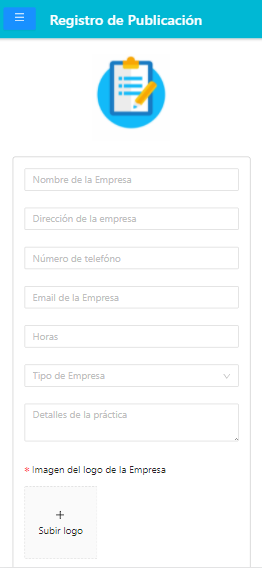 Registro de Publicación
Nombre de la Empresa
Dirección de la empresa
Número de telefóno
Email de la Empresa
Horas
Tipo de Empresa
Detalles de la práctica
* Imagen del logo de la Empresa
+
Subir logo